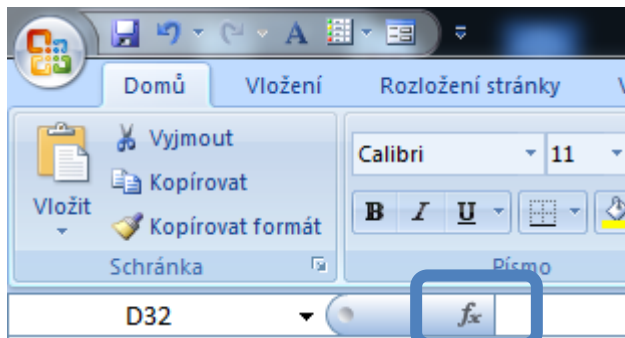 A
Domů Vložení Rozložení stránky
Vložit
Vyjmout
Kopírovat
Kopírovat formát
Schránka
Calibri 11
B I U
Písmo
D32 fx